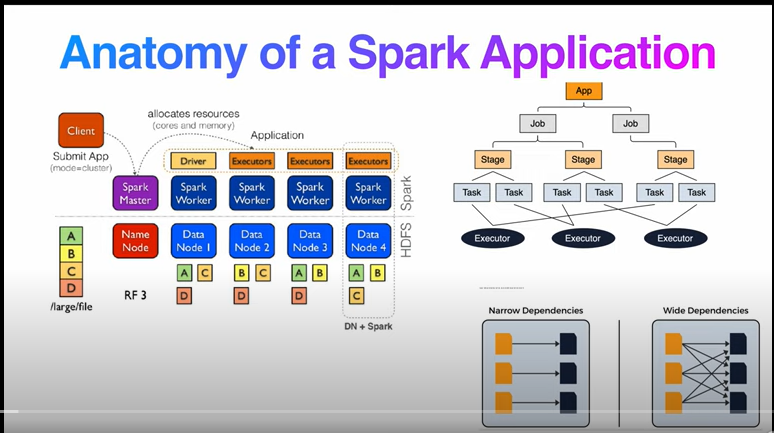 Anatomy of a Spark Application
Client
Submit App
(mode=cluster)
allocates resources
(cores and memory)
Application
Driver
Executors
Executors
Executors
Spark
Master
Spark
Worker
Spark
Worker
Spark
Worker
Spark
Worker
Spark
A
B
C
D
/large/file
Name
Node
RF 3
Data
Node 1
Data
Node 2
Data
Node 3
Data
Node 4
HDFS
A C
B C
A B
A B
D
D
D
C
DN + Spark
App
Job
Job
Stage
Stage
Stage
Task
Task
Task
Task
Task
Task
Executor
Executor
Executor
Narrow Dependencies
Wide Dependencies